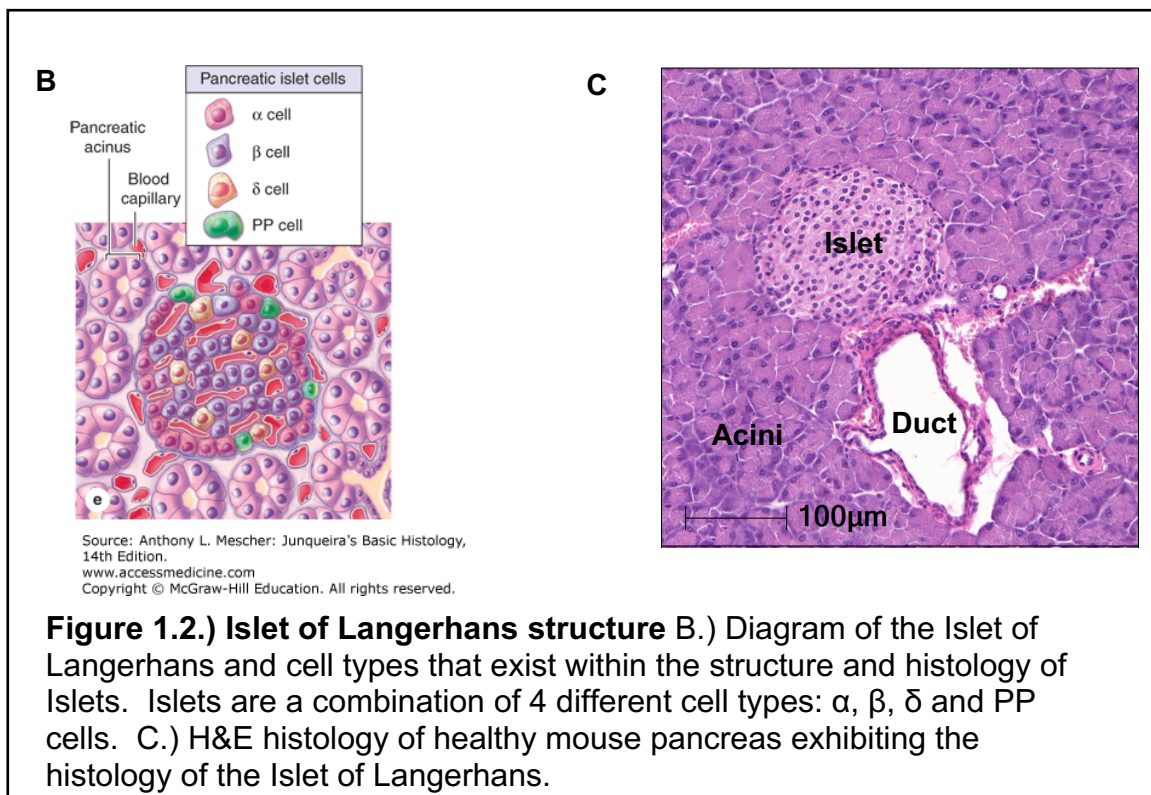 B
Pancreatic islet cells
α cell
β cell
δ cell
PP cell
Pancreatic
acinus
Blood
capillary
e
Source: Anthony L. Mescher: Junqueira's Basic Histology,
14th Edition.
www.accessmedicine.com
Copyright © McGraw-Hill Education. All rights reserved.
C
Islet
Acini
Duct
100μm
Figure 1.2.) Islet of Langerhans structure B.) Diagram of the Islet of
Langerhans and cell types that exist within the structure and histology of
Islets.  Islets are a combination of 4 different cell types: α, β, δ and PP
cells.  C.) H&E histology of healthy mouse pancreas exhibiting the
histology of the Islet of Langerhans.